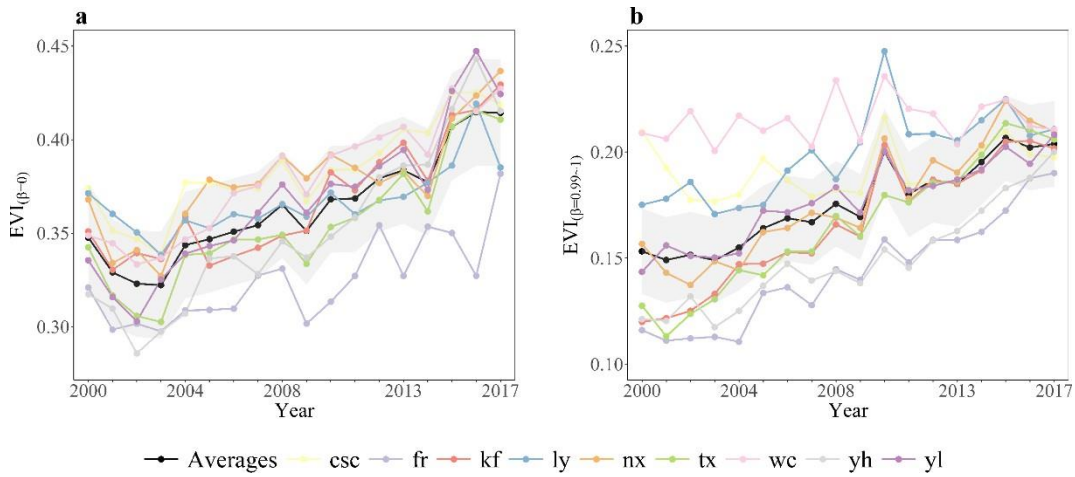 a
b
EVI(β−0)
0.45
0.40
0.35
0.30
2000
2004
2008
2013
2017
Year
EVI(β=0.99~1)
0.25
0.20
0.15
0.10
2000
2004
2008
2013
2017
Year
Averages csc fr kf ly nx tx wc yh yl